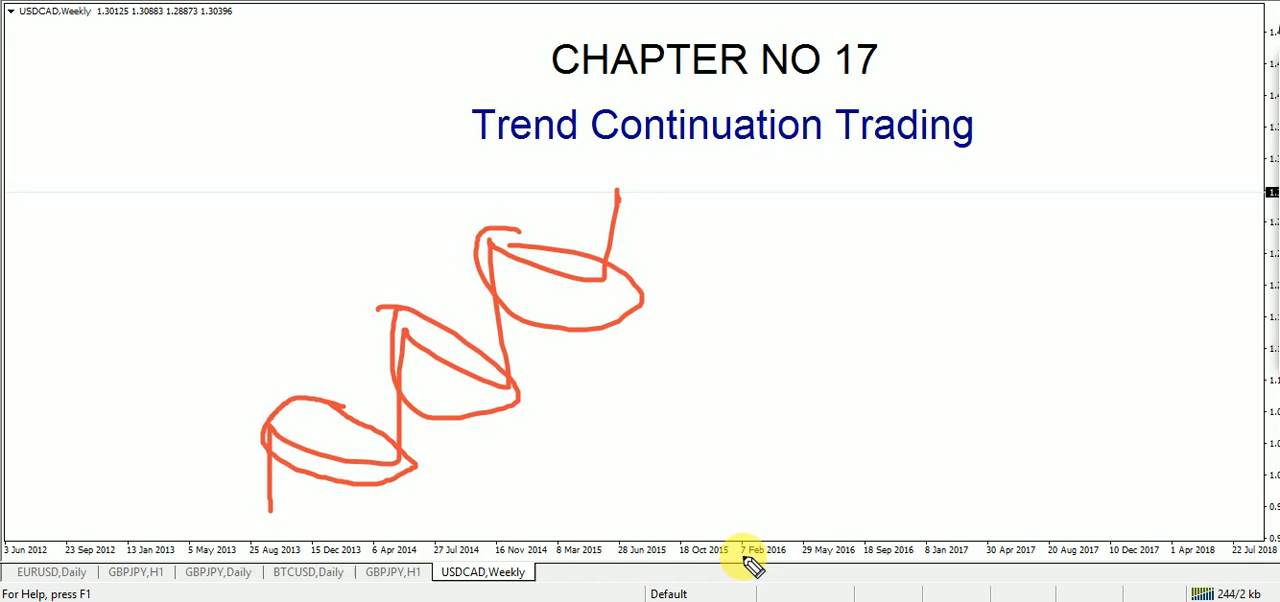 USDCAD,Weekly 1.30125 1.30883 1.28873 1.30396
CHAPTER NO 17
Trend Continuation Trading
3 Jun 2012 23 Sep 2012 13 Jan 2013 5 May 2013 25 Aug 2013 15 Dec 2013 6 Apr 2014 27 Jul 2014 16 Nov 2014 8 Mar 2015 28 Jun 2015 18 Oct 2015 7 Feb 2016 29 May 2016 18 Sep 2016 8 Jan 2017 30 Apr 2017 20 Aug 2017 10 Dec 2017 1 Apr 2018 22 Jul 2018
EURUSD,Daily GBPJPY,H1 GBPJPY,Daily BTCUSD,Daily GBPJPY,H1 USDCAD,Weekly
For Help, press F1 Default 244/2 kb